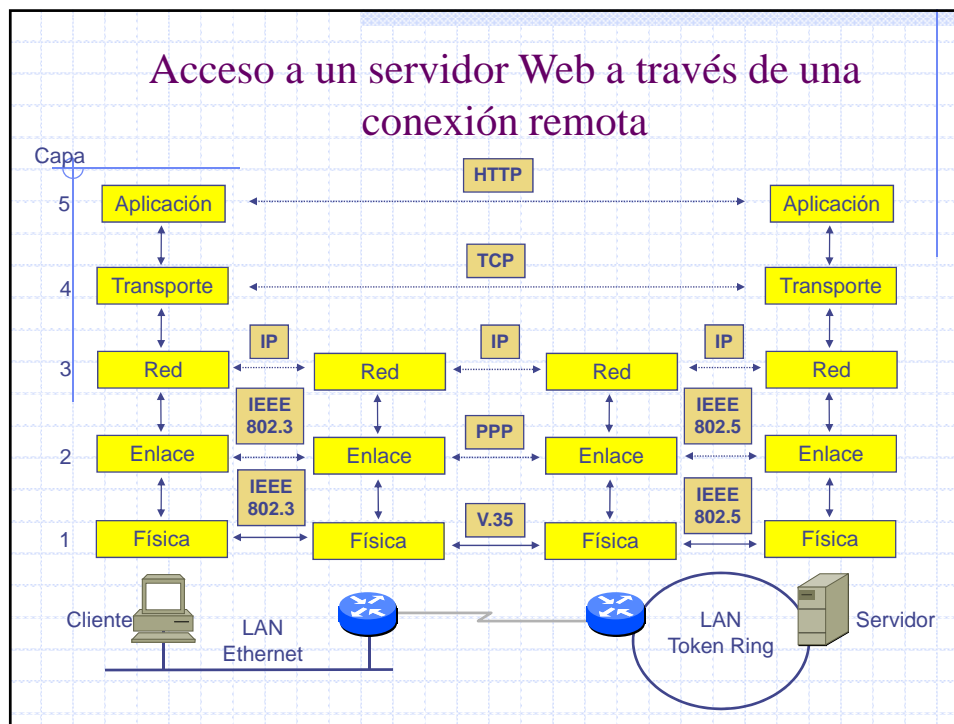 Acceso a un servidor Web a través de una
conexión remota
Capa
HTTP
5
Aplicación
Aplicación
TCP
4
Transporte
Transporte
IP
IP
IP
3
Red
Red
Red
Red
IEEE
802.3
PPP
IEEE
802.5
2
Enlace
Enlace
Enlace
Enlace
IEEE
802.3
V.35
IEEE
802.5
1
Física
Física
Física
Física
Cliente
LAN
Ethernet
LAN
Token Ring
Servidor